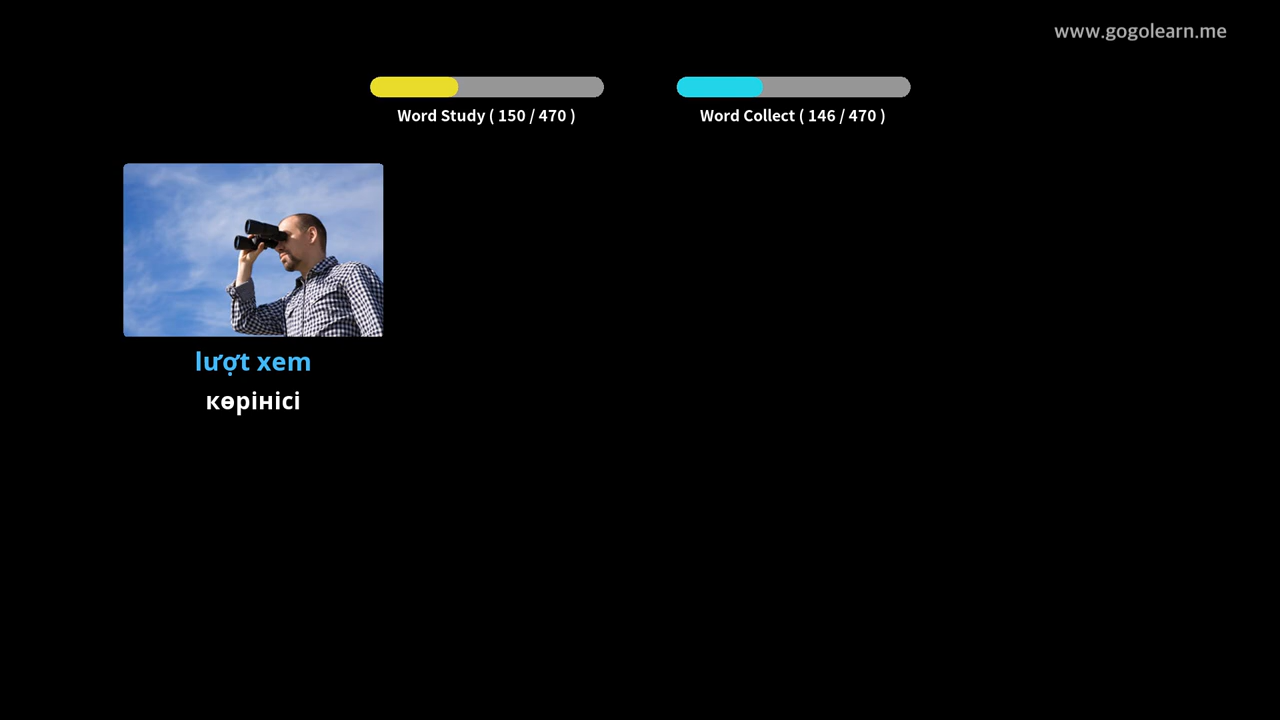 www.gogolearn.me
Word Study ( 150 / 470 )
Word Collect ( 146 / 470 )
lượt xem
көрінісі